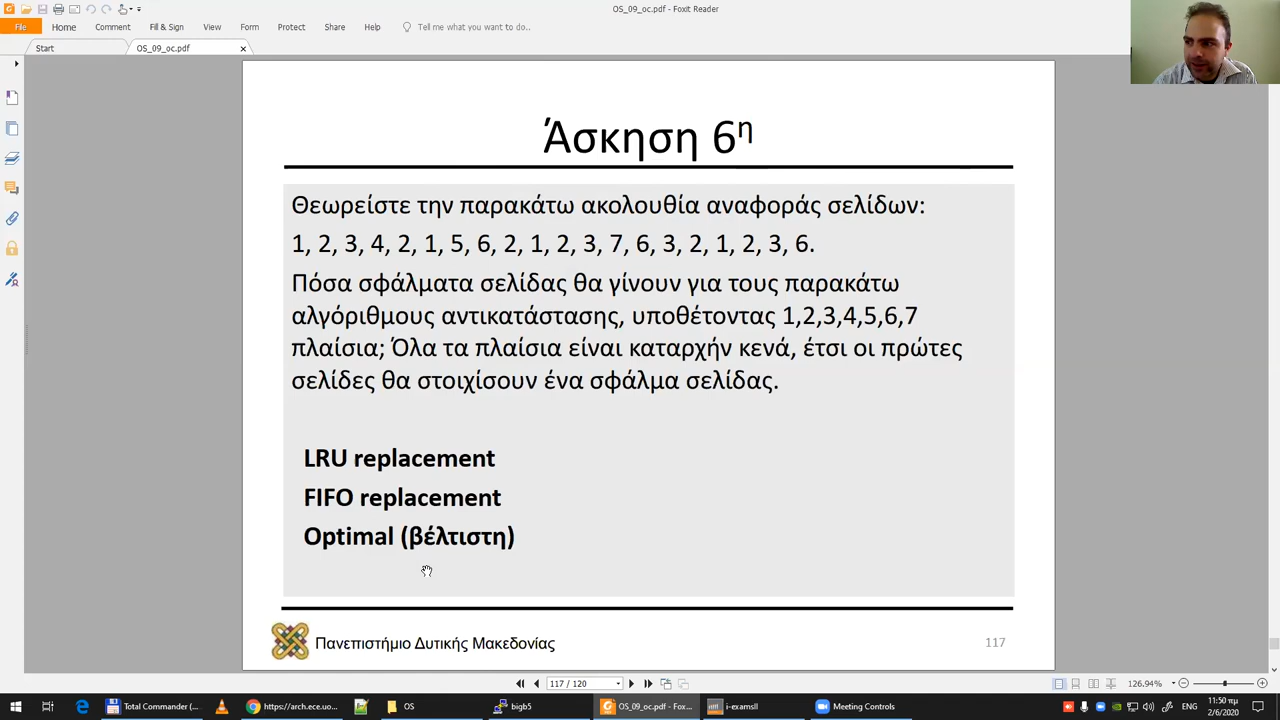 OS_09_oc.pdf - Foxit Reader
File Home Comment Fill & Sign View Form Protect Share Help Tell me what you want to do..
Start OS_09_oc.pdf
Άσκηση 6η
Θεωρείστε την παρακάτω ακολουθία αναφοράς σελίδων:
1, 2, 3, 4, 2, 1, 5, 6, 2, 1, 2, 3, 7, 6, 3, 2, 1, 2, 3, 6.
Πόσα σφάλματα σελίδας θα γίνουν για τους παρακάτω
αλγόριθμους αντικατάστασης, υποθέτοντας 1,2,3,4,5,6,7
πλαίσια; Όλα τα πλαίσια είναι καταρχήν κενά, έτσι οι πρώτες
σελίδες θα στοιχίσουν ένα σφάλμα σελίδας.
LRU replacement
FIFO replacement
Optimal (βέλτιστη)
Πανεπιστήμιο Δυτικής Μακεδονίας
117
117 / 120
126.94%
Total Commander (... https://arch.ece.uo... OS bigb5 OS_09_oc.pdf - Fox... i-examsll Meeting Controls
11:50 πμ
2/6/2020